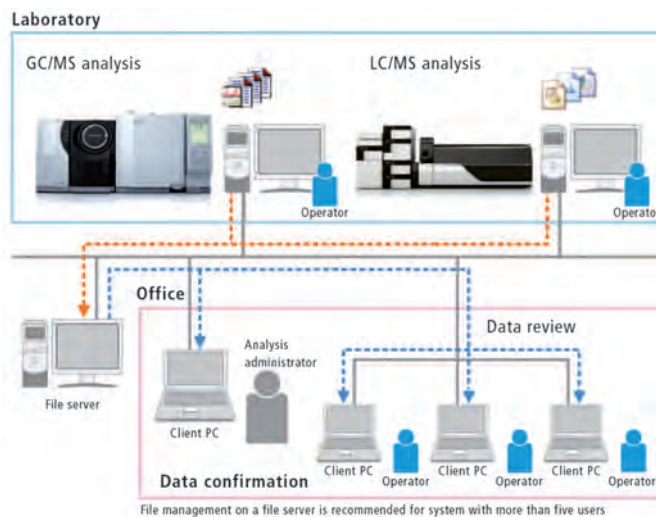 Laboratory
GC/MS analysis
LC/MS analysis
Operator
Operator
Office
Data review
Analysis
administrator
File server
Client PC
Client PC
Client PC
Client PC
Operator
Operator
Operator
Data confirmation
File management on a file server is recommended for system with more than five users